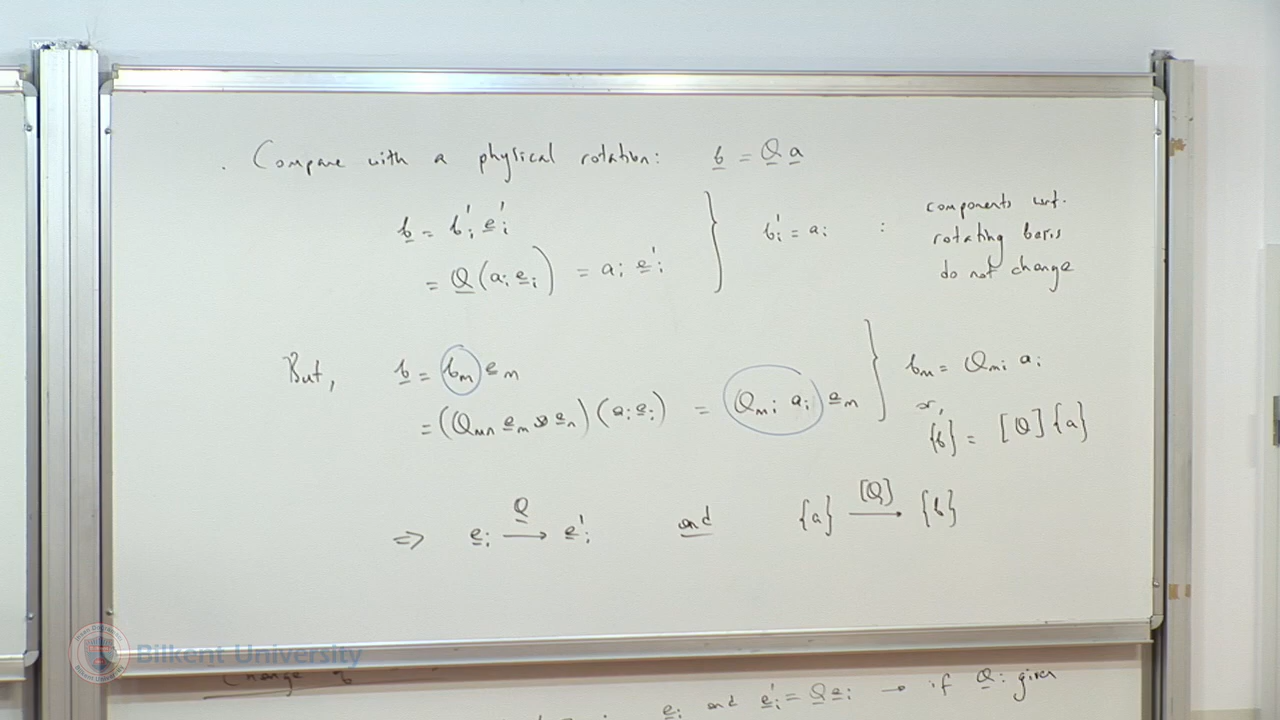 . Compare with a physical rotation: b = Q a
b = b'i e'i
= Q (ai ei) = ai e'i } b'i = ai : components wrt. rotating basis do not change
But, b = bm em
= (Qmn em ⊗ en) (ai ei) = Qmi ai em } bm = Qmi ai
or,
{b} = [Q]{a}
⇒ ei —Q→ e'i and {a} —[Q]→ {b}
Bilkent University
Change of
ei and e'i = Q ei → if Q : given